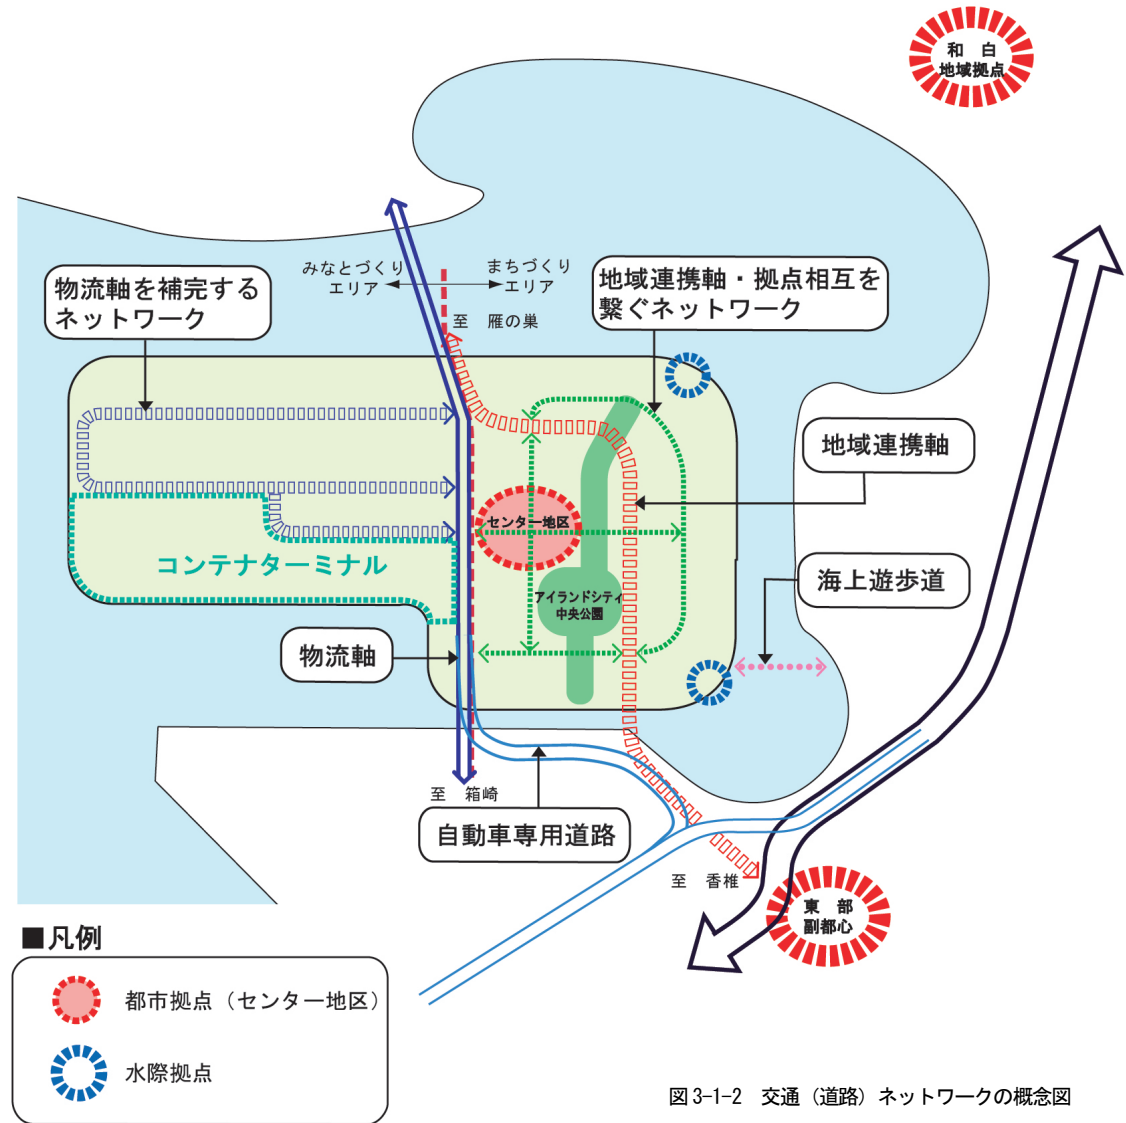 和　白
地域拠点
みなとづくり
エリア
まちづくり
エリア
物流軸を補完する
ネットワーク
地域連携軸・拠点相互を
繋ぐネットワーク
至　雁の巣
地域連携軸
センター地区
コンテナターミナル
海上遊歩道
アイランドシティ
中央公園
物流軸
至　箱崎
自動車専用道路
至　香椎
東　部
副都心
■凡例
都市拠点（センター地区）
水際拠点
図3-1-2　交通（道路）ネットワークの概念図